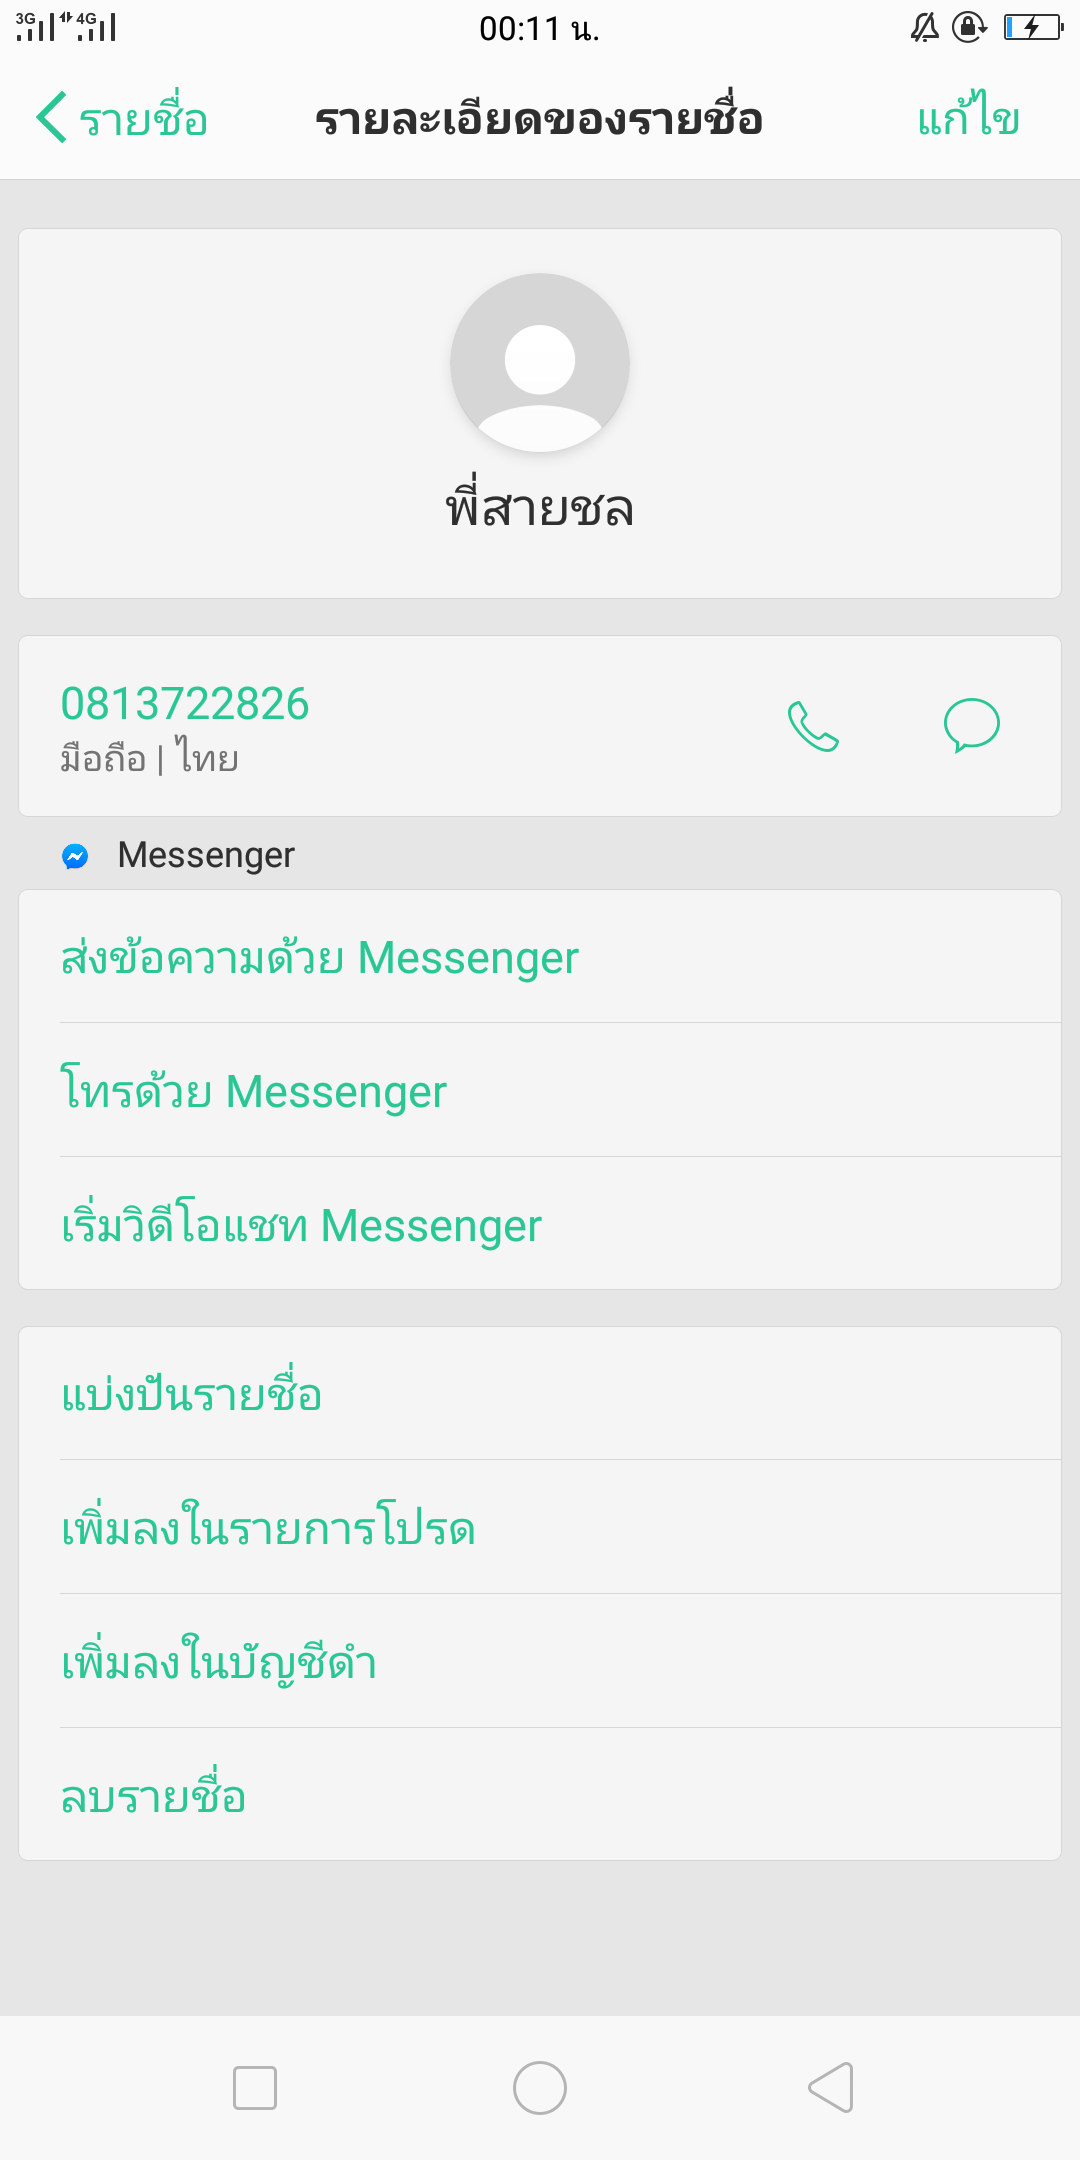 3G 4G 00:11 น.
รายชื่อ รายละเอียดของรายชื่อ แก้ไข
พี่สายชล
0813722826
มือถือ | ไทย
Messenger
ส่งข้อความด้วย Messenger
โทรด้วย Messenger
เริ่มวิดีโอแชท Messenger
แบ่งปันรายชื่อ
เพิ่มลงในรายการโปรด
เพิ่มลงในบัญชีดำ
ลบรายชื่อ